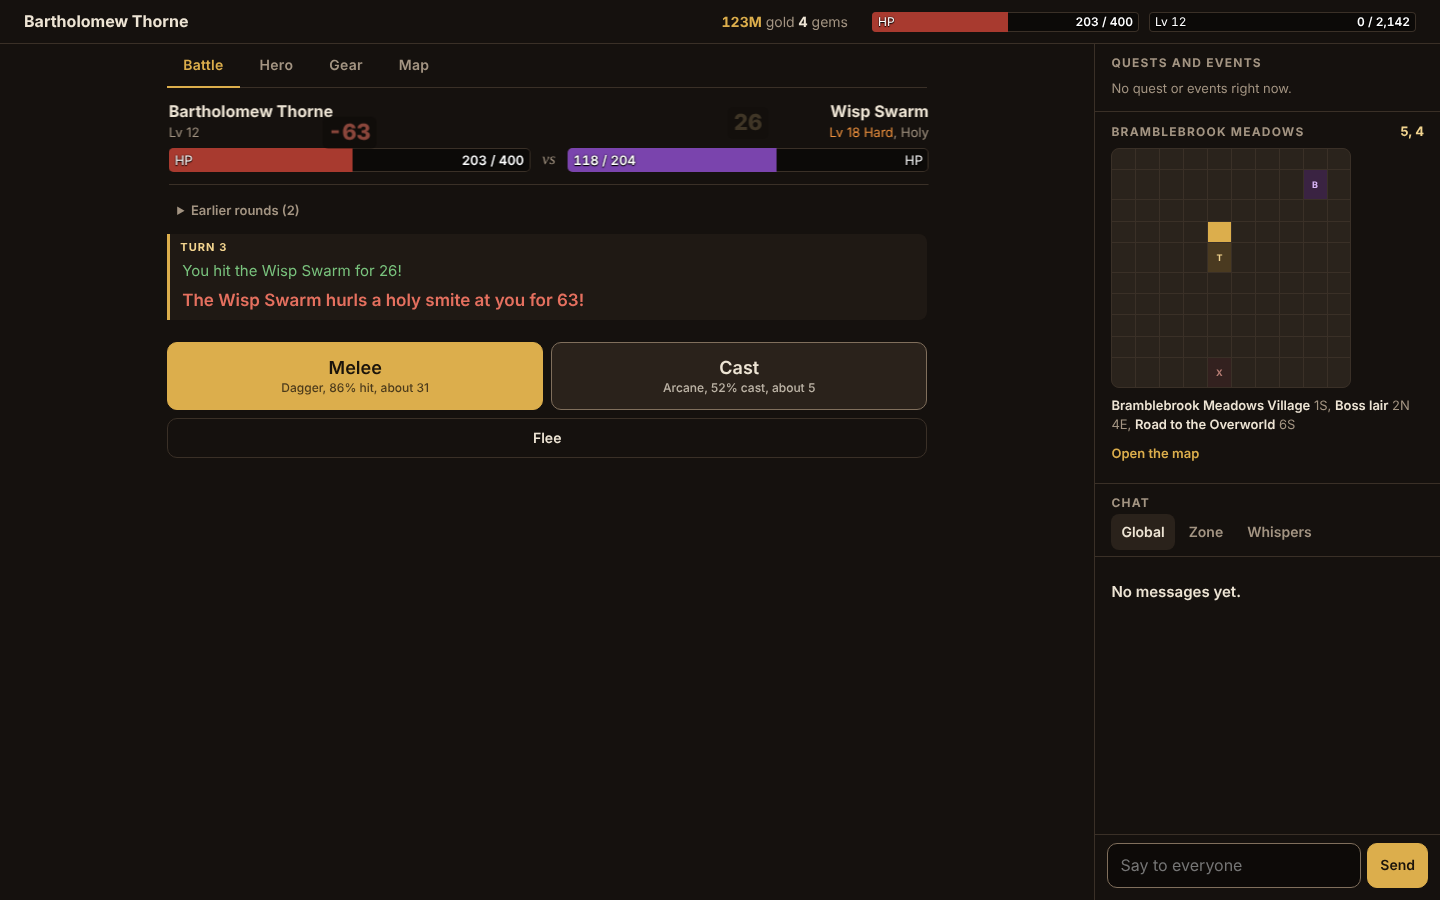 Bartholomew Thorne
123M gold 4 gems
HP 203 / 400
Lv 12 0 / 2,142
Battle Hero Gear Map
Bartholomew Thorne
Lv 12
-63
26
Wisp Swarm
Lv 18 Hard, Holy
HP 203 / 400
vs
118 / 204 HP
Earlier rounds (2)
TURN 3
You hit the Wisp Swarm for 26!
The Wisp Swarm hurls a holy smite at you for 63!
Melee
Dagger, 86% hit, about 31
Cast
Arcane, 52% cast, about 5
Flee
QUESTS AND EVENTS
No quest or events right now.
BRAMBLEBROOK MEADOWS 5, 4
B
T
X
Bramblebrook Meadows Village 1S, Boss lair 2N
4E, Road to the Overworld 6S
Open the map
CHAT
Global Zone Whispers
No messages yet.
Say to everyone
Send